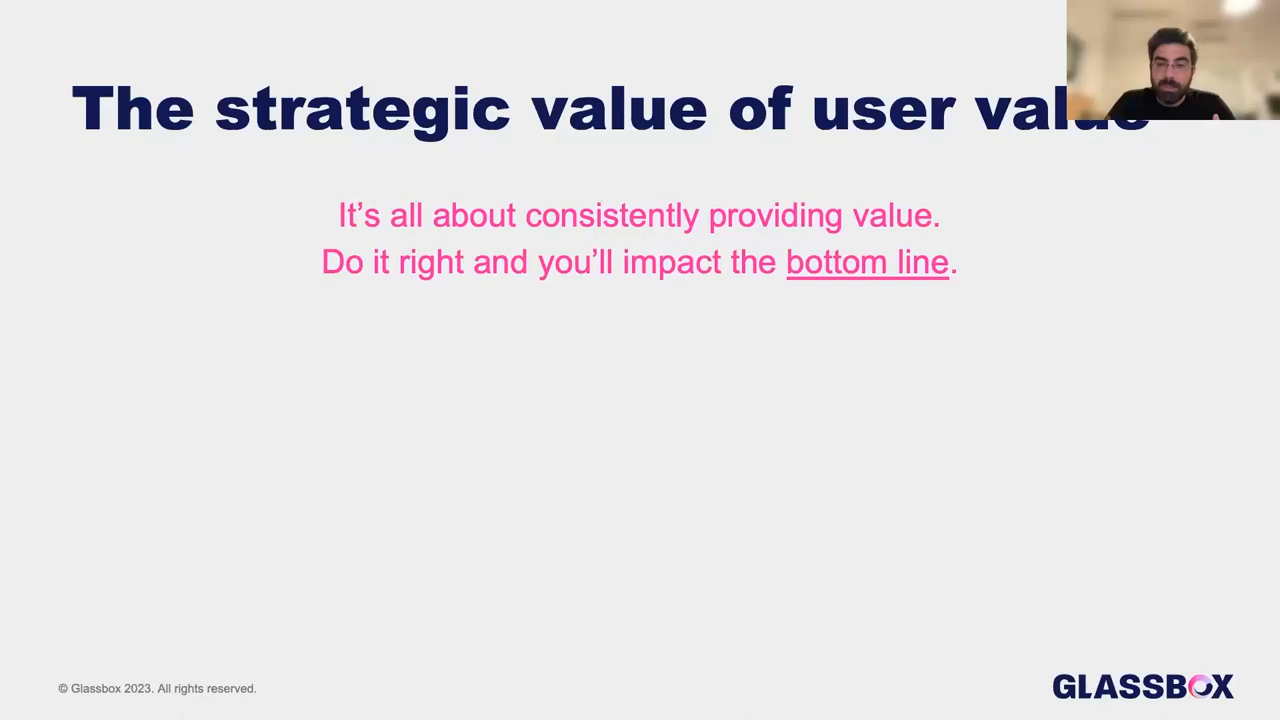 The strategic value of user value
It’s all about consistently providing value.
Do it right and you’ll impact the bottom line.
© Glassbox 2023. All rights reserved.
GLASSBOX